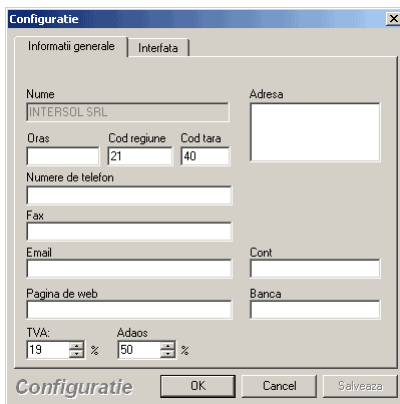 Configuratie
Informatii generale Interfata
Nume Adresa
INTERSOL SRL
Oras Cod regiune Cod tara
21 40
Numere de telefon
Fax
Email Cont
Pagina de web Banca
TVA: Adaos
19 % 50 %
Configuratie OK Cancel Salveaza